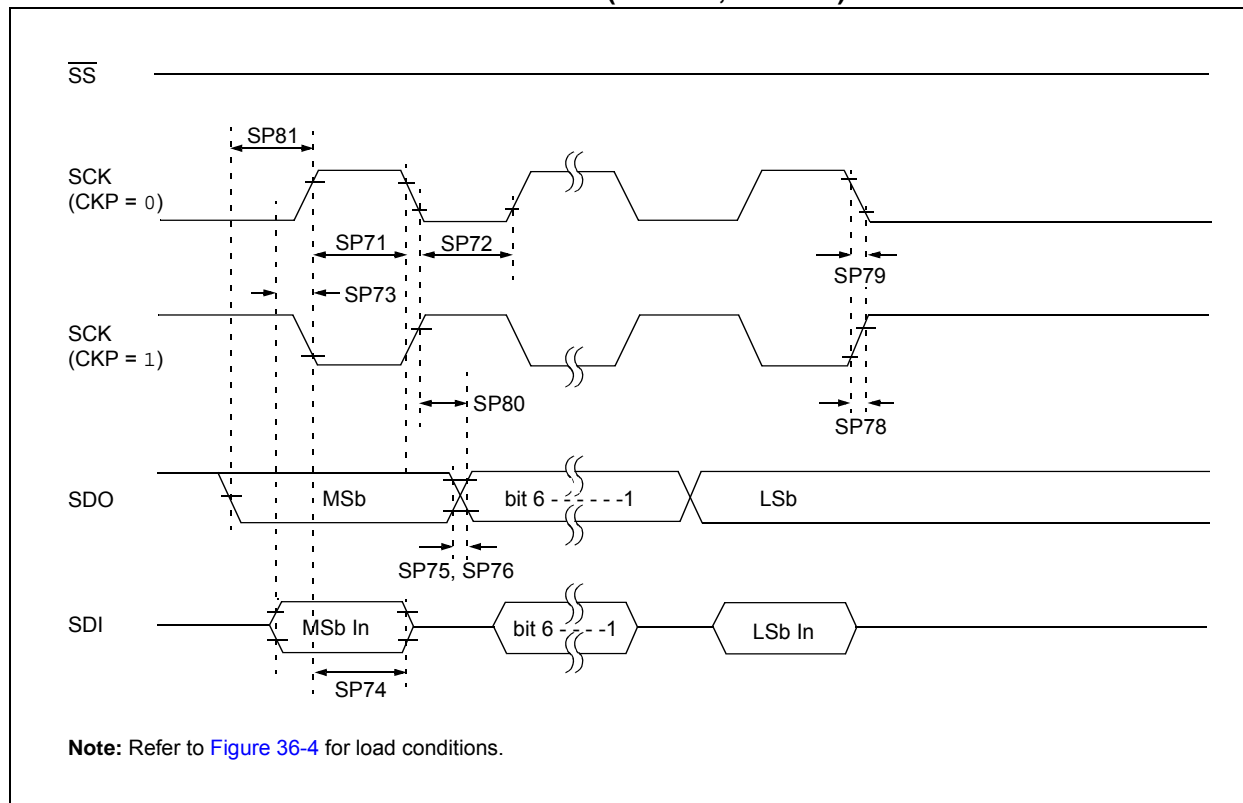 SS
SP81
SCK
(CKP = 0)
SP71
SP72
SP79
SP73
SCK
(CKP = 1)
SP80
SP78
SDO
MSb
bit 6 - - - - - - -1
LSb
SP75, SP76
SDI
MSb In
bit 6 - - - -1
LSb In
SP74
Note: Refer to Figure 36-4 for load conditions.